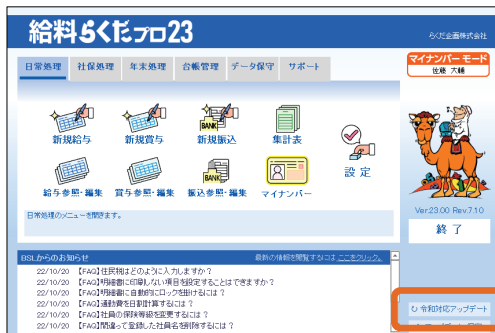 給料らくだプロ23
らくだ企画株式会社
日常処理 社保処理 年末処理 台帳管理 データ保守 サポート
マイナンバー モード
佐藤 大輔
BANK
新規給与 新規賞与 新規振込 集計表
設定
BANK
給与参照・編集 賞与参照・編集 振込参照・編集 マイナンバー
日常処理のメニューを開きます。
Ver.23.00 Rev.7.10
終了
BSLからのお知らせ 最新の情報を閲覧するには ここをクリック。
22/10/20 【FAQ】住民税はどのように入力しますか？
22/10/20 【FAQ】明細書に印刷しない項目を設定することはできますか？
22/10/20 【FAQ】明細書に自動的にロックを掛けるには？
22/10/20 【FAQ】通勤費を日割計算するには？
22/10/20 【FAQ】社員の保険等級を変更するには？
22/10/20 【FAQ】間違って登録した社員名を削除するには？
令和対応アップデート